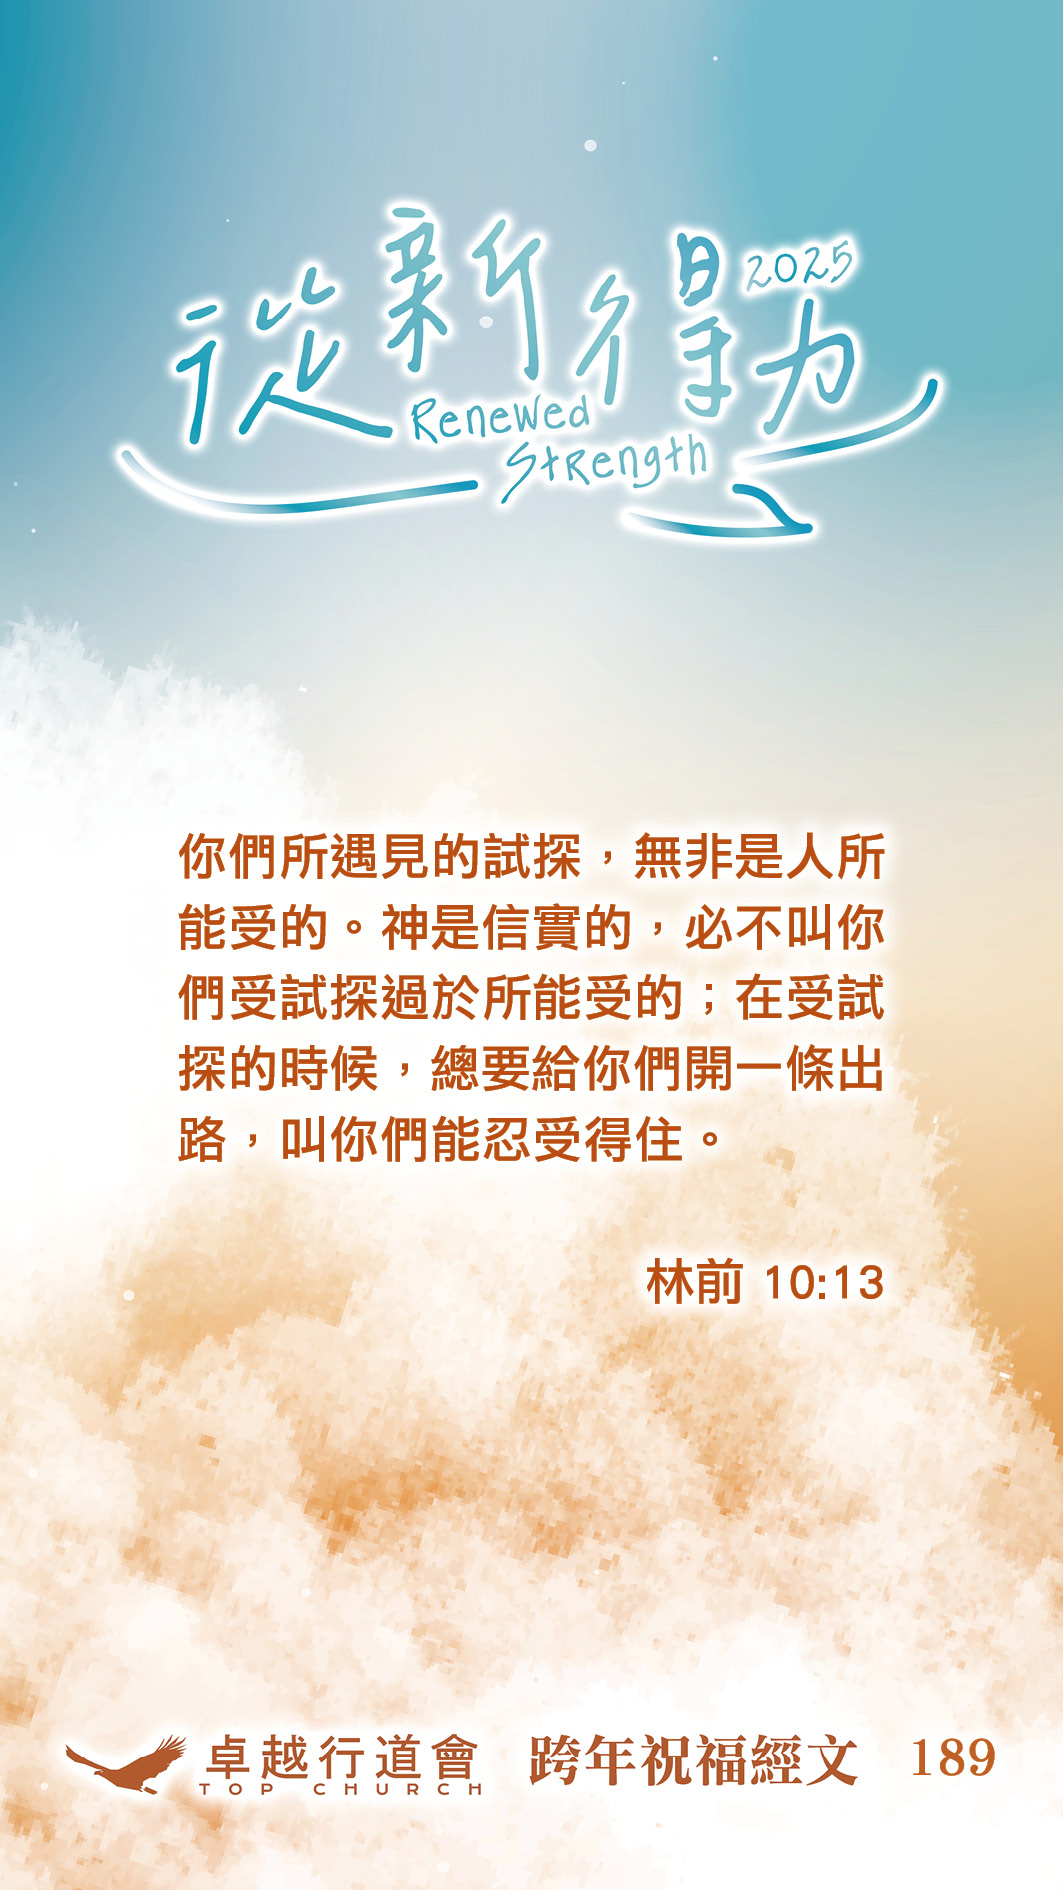 從新得力 2025
Renewed
Strength
你們所遇見的試探，無非是人所
能受的。神是信實的，必不叫你
們受試探過於所能受的；在受試
探的時候，總要給你們開一條出
路，叫你們能忍受得住。
林前 10:13
卓越行道會
TOP CHURCH
跨年祝福經文 189